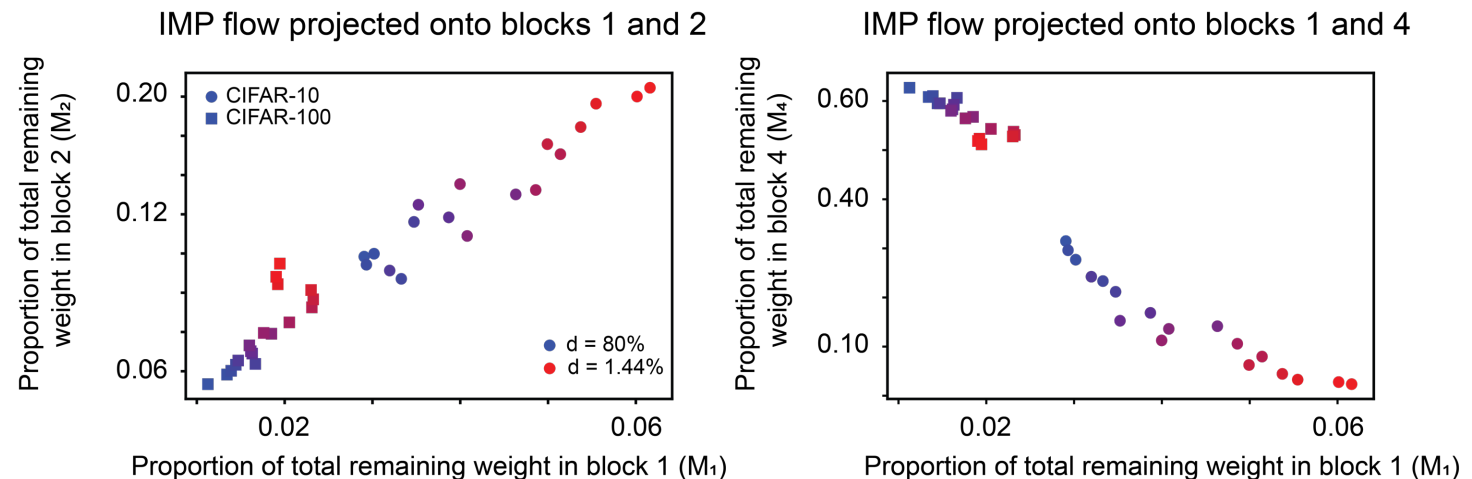 IMP flow projected onto blocks 1 and 2
Proportion of total remaining
weight in block 2 (M₂)
0.20
0.12
0.06
CIFAR-10
CIFAR-100
d = 80%
d = 1.44%
0.02
0.06
Proportion of total remaining weight in block 1 (M₁)
IMP flow projected onto blocks 1 and 4
Proportion of total remaining
weight in block 4 (M₄)
0.60
0.40
0.10
0.02
0.06
Proportion of total remaining weight in block 1 (M₁)